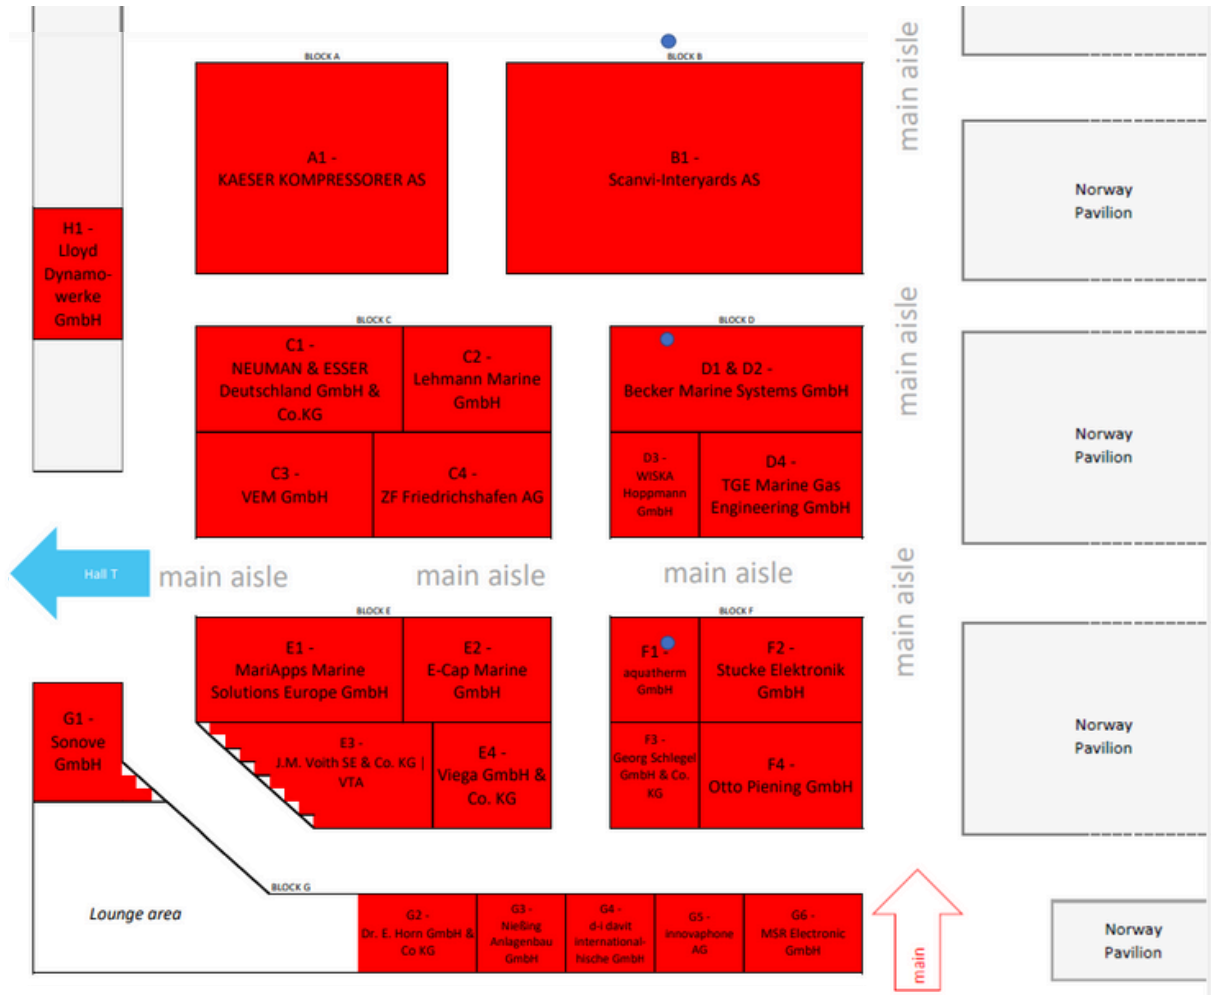 BLOCK A
BLOCK B
main aisle
A1 -
KAESER KOMPRESSORER AS
B1 -
Scanvi-Interyards AS
Norway
Pavilion
H1 -
Lloyd
Dynamo-
werke
GmbH
main aisle
BLOCK C
BLOCK D
C1 -
NEUMAN & ESSER
Deutschland GmbH &
Co.KG
C2 -
Lehmann Marine
GmbH
D1 & D2 -
Becker Marine Systems GmbH
Norway
Pavilion
C3 -
VEM GmbH
C4 -
ZF Friedrichshafen AG
D3 -
WISKA
Hoppmann
GmbH
D4 -
TGE Marine Gas
Engineering GmbH
Hall T
main aisle
main aisle
main aisle
main aisle
BLOCK E
BLOCK F
E1 -
MariApps Marine
Solutions Europe GmbH
E2 -
E-Cap Marine
GmbH
F1 -
aquatherm
GmbH
F2 -
Stucke Elektronik
GmbH
Norway
Pavilion
G1 -
Sonove
GmbH
E3 -
J.M. Voith SE & Co. KG |
VTA
E4 -
Viega GmbH &
Co. KG
F3 -
Georg Schlegel
GmbH & Co.
KG
F4 -
Otto Piening GmbH
BLOCK G
Lounge area
G2 -
Dr. E. Horn GmbH &
Co KG
G3 -
Nießing
Anlagenbau
GmbH
G4 -
d-i davit
international-
hische GmbH
G5 -
innovaphone
AG
G6 -
MSR Electronic
GmbH
main
Norway
Pavilion